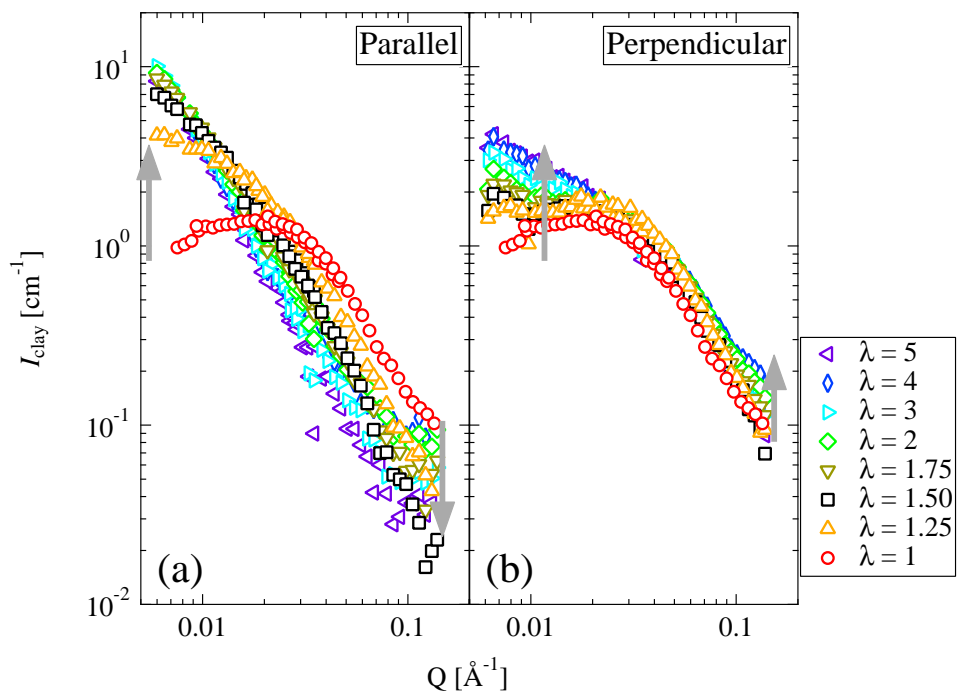 Parallel
Perpendicular
10^1
10^0
10^-1
10^-2
I_clay [cm^-1]
(a)
(b)
0.01
0.1
0.01
0.1
Q [Å^-1]
λ = 5
λ = 4
λ = 3
λ = 2
λ = 1.75
λ = 1.50
λ = 1.25
λ = 1